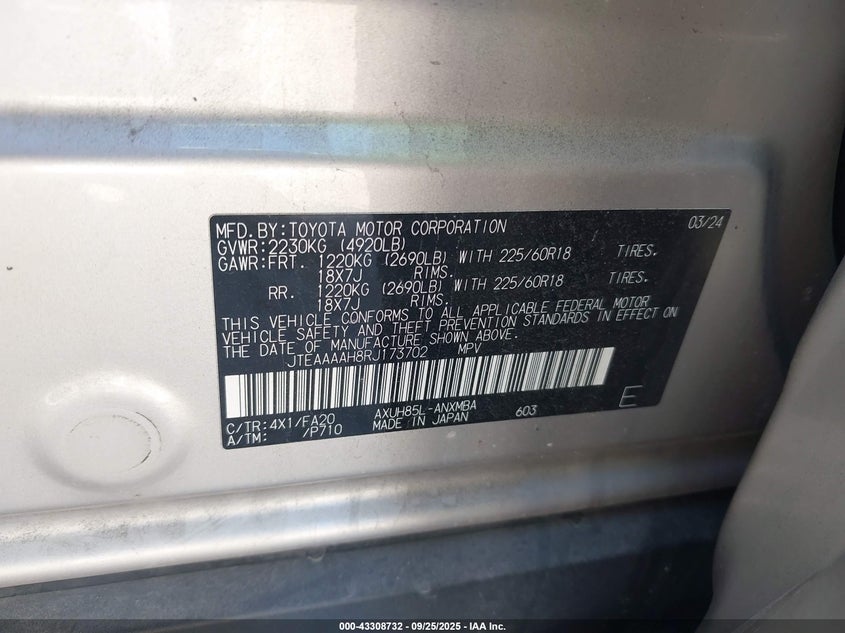 MFD.BY:TOYOTA MOTOR CORPORATION 03/24
GVWR:2230KG (4920LB)
GAWR:FRT. 1220KG (2690LB) WITH 225/60R18 TIRES.
18X7J RIMS.
RR. 1220KG (2690LB) WITH 225/60R18 TIRES.
18X7J RIMS.
THIS VEHICLE CONFORMS TO ALL APPLICABLE FEDERAL MOTOR
VEHICLE SAFETY AND THEFT PREVENTION STANDARDS IN EFFECT ON
THE DATE OF MANUFACTURE SHOWN ABOVE.
JTEAAAAH8RJ173702 MPV
C/TR:4X1/FA20 AXUH85L-ANXMBA 603 E
A/TM: /P710 MADE IN JAPAN
000-43308732 - 09/25/2025 - IAA Inc.